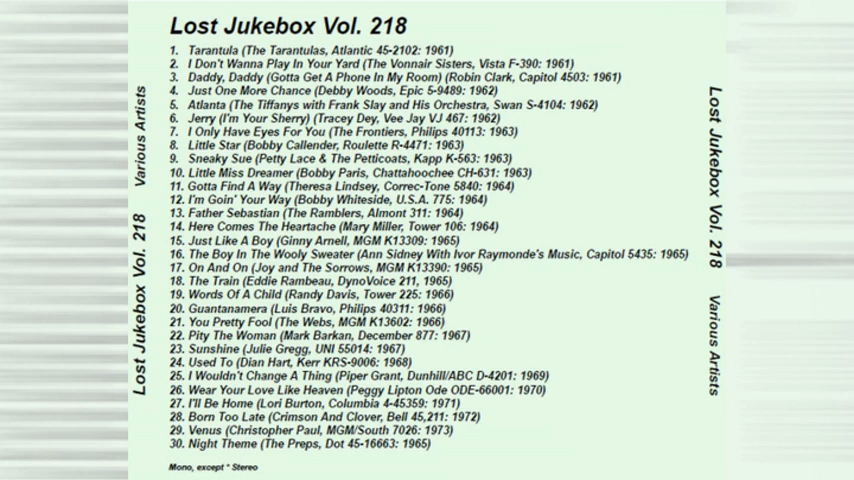 Lost Jukebox Vol. 218
1. Tarantula (The Tarantulas, Atlantic 45-2102: 1961)
2. I Don't Wanna Play In Your Yard (The Vonnair Sisters, Vista F-390: 1961)
3. Daddy, Daddy (Gotta Get A Phone In My Room) (Robin Clark, Capitol 4503: 1961)
4. Just One More Chance (Debby Woods, Epic 5-9489: 1962)
5. Atlanta (The Tiffanys with Frank Slay and His Orchestra, Swan S-4104: 1962)
6. Jerry (I'm Your Sherry) (Tracey Dey, Vee Jay VJ 467: 1962)
7. I Only Have Eyes For You (The Frontiers, Philips 40113: 1963)
8. Little Star (Bobby Callender, Roulette R-4471: 1963)
9. Sneaky Sue (Petty Lace & The Petticoats, Kapp K-563: 1963)
10. Little Miss Dreamer (Bobby Paris, Chattahoochee CH-631: 1963)
11. Gotta Find A Way (Theresa Lindsey, Correc-Tone 5840: 1964)
12. I'm Goin' Your Way (Bobby Whiteside, U.S.A. 775: 1964)
13. Father Sebastian (The Ramblers, Almont 311: 1964)
14. Here Comes The Heartache (Mary Miller, Tower 106: 1964)
15. Just Like A Boy (Ginny Arnell, MGM K13309: 1965)
16. The Boy In The Wooly Sweater (Ann Sidney With Ivor Raymonde's Music, Capitol 5435: 1965)
17. On And On (Joy and The Sorrows, MGM K13390: 1965)
18. The Train (Eddie Rambeau, DynoVoice 211, 1965)
19. Words Of A Child (Randy Davis, Tower 225: 1966)
20. Guantanamera (Luis Bravo, Philips 40311: 1966)
21. You Pretty Fool (The Webs, MGM K13602: 1966)
22. Pity The Woman (Mark Barkan, December 877: 1967)
23. Sunshine (Julie Gregg, UNI 55014: 1967)
24. Used To (Dian Hart, Kerr KRS-9006: 1968)
25. I Wouldn't Change A Thing (Piper Grant, Dunhill/ABC D-4201: 1969)
26. Wear Your Love Like Heaven (Peggy Lipton Ode ODE-66001: 1970)
27. I'll Be Home (Lori Burton, Columbia 4-45359: 1971)
28. Born Too Late (Crimson And Clover, Bell 45,211: 1972)
29. Venus (Christopher Paul, MGM/South 7026: 1973)
30. Night Theme (The Preps, Dot 45-16663: 1965)
Mono, except * Stereo
Lost Jukebox Vol. 218 Various Artists
Lost Jukebox Vol. 218 Various Artists